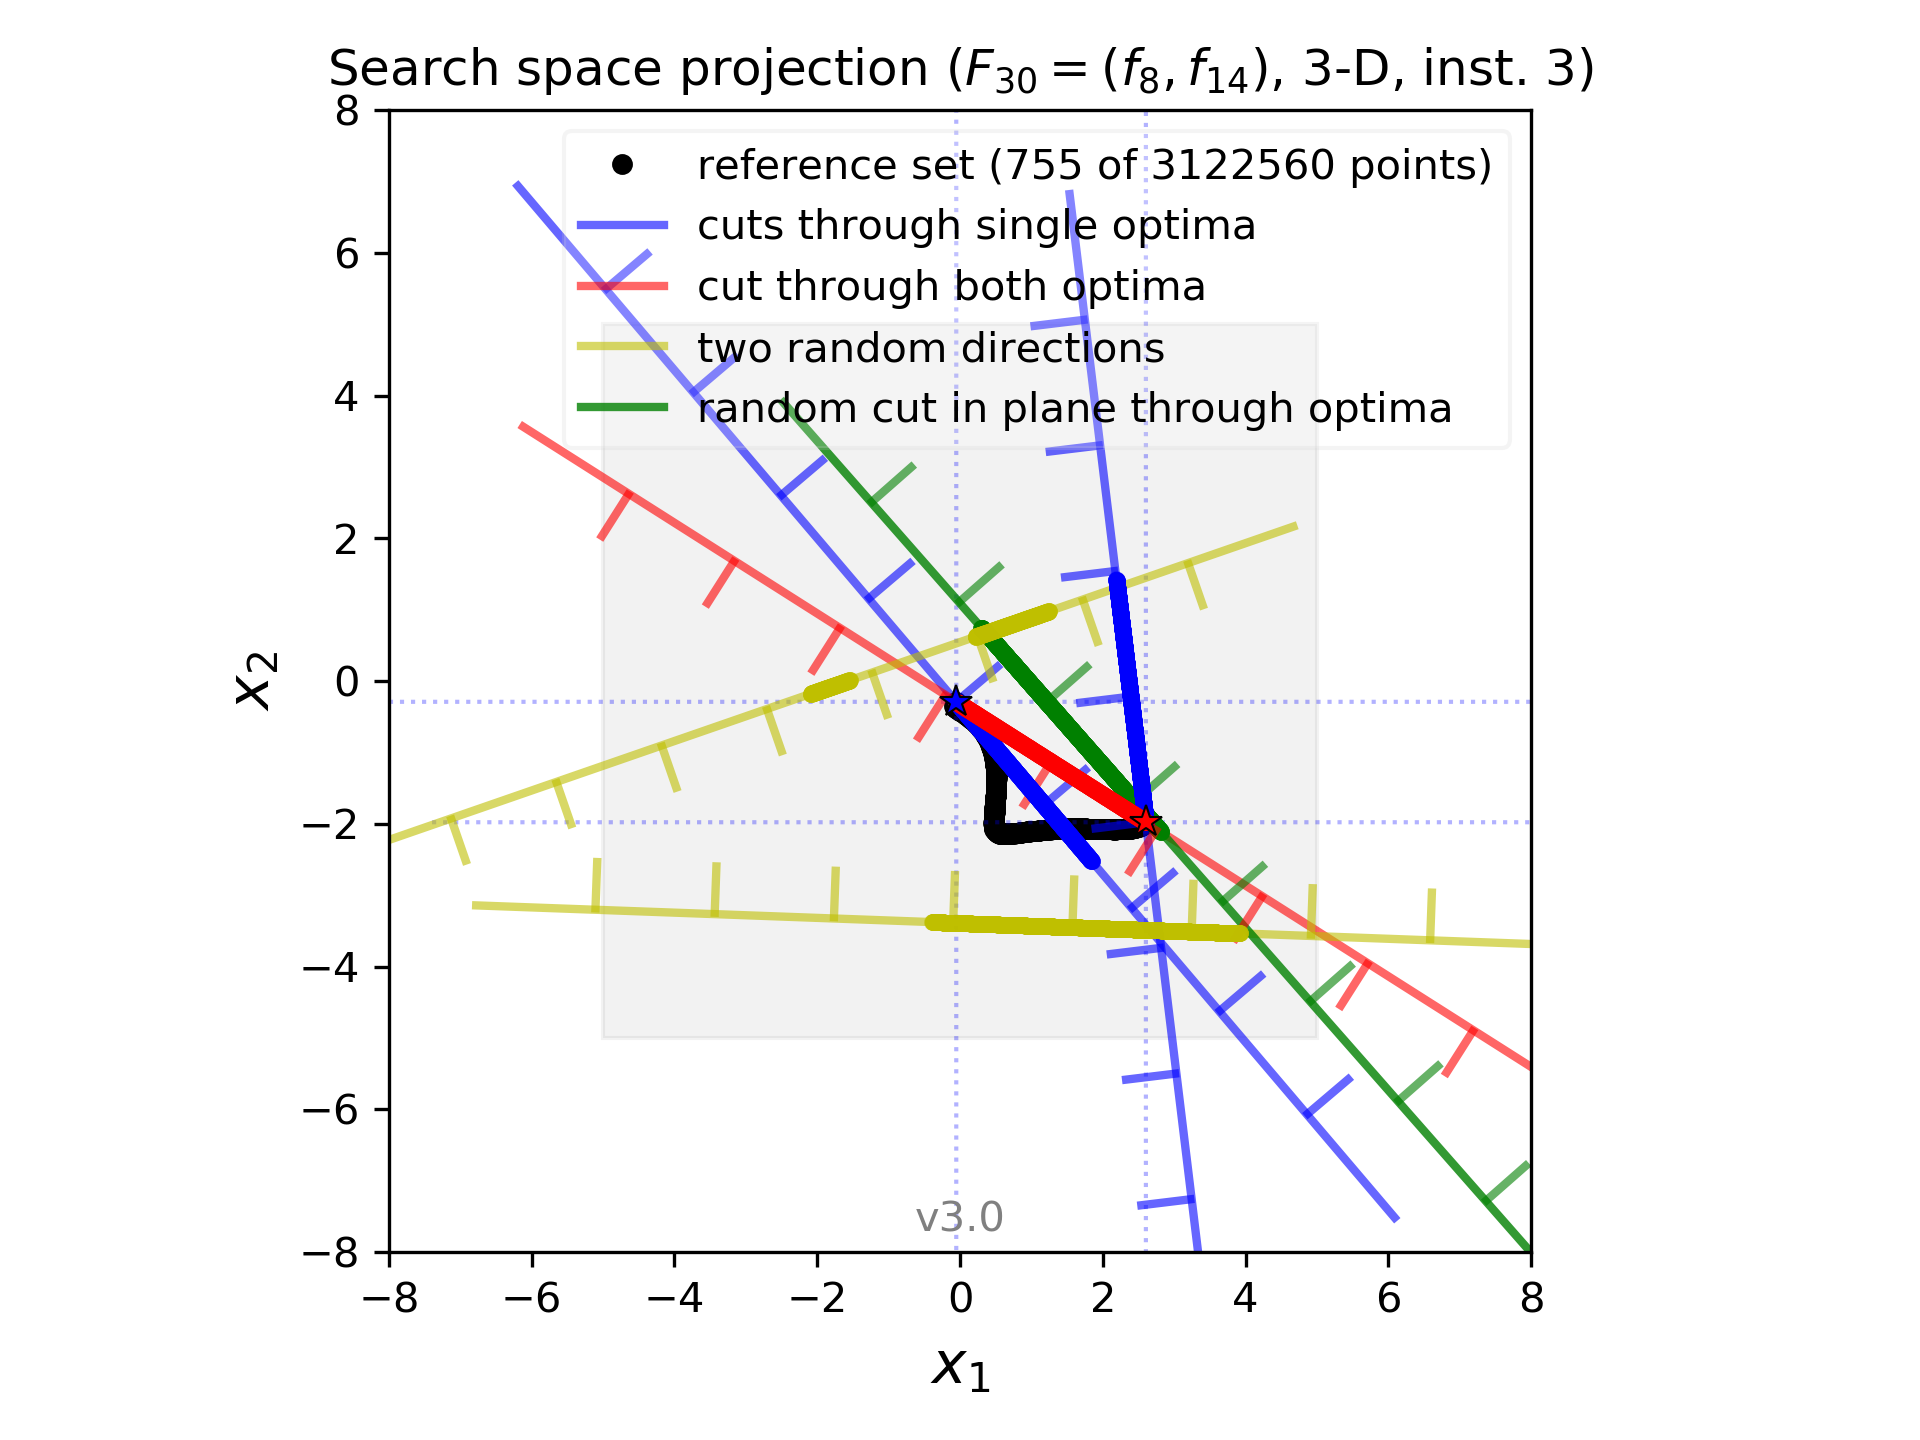 Search space projection (F₃₀ = (f₈, f₁₄), 3-D, inst. 3)
reference set (755 of 3122560 points)
cuts through single optima
cut through both optima
two random directions
random cut in plane through optima
8
6
4
2
0
−2
−4
−6
−8
x₂
v3.0
−8
−6
−4
−2
0
2
4
6
8
x₁